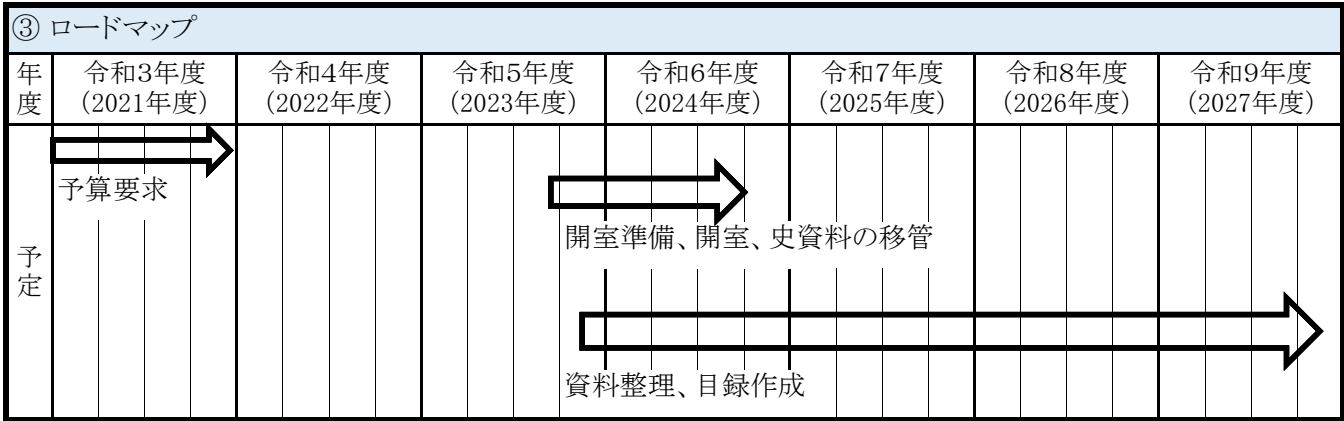 ③ ロードマップ
年度
令和3年度
(2021年度)
令和4年度
(2022年度)
令和5年度
(2023年度)
令和6年度
(2024年度)
令和7年度
(2025年度)
令和8年度
(2026年度)
令和9年度
(2027年度)
予定
予算要求
開室準備、開室、史資料の移管
資料整理、目録作成